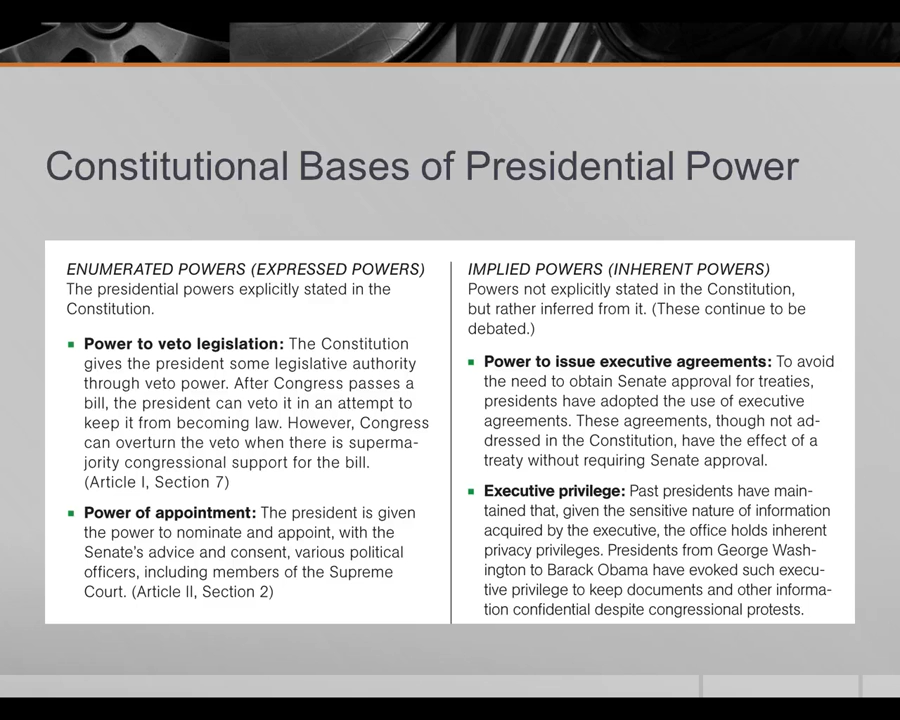 Constitutional Bases of Presidential Power
ENUMERATED POWERS (EXPRESSED POWERS)
The presidential powers explicitly stated in the
Constitution.
Power to veto legislation: The Constitution
gives the president some legislative authority
through veto power. After Congress passes a
bill, the president can veto it in an attempt to
keep it from becoming law. However, Congress
can overturn the veto when there is superma-
jority congressional support for the bill.
(Article I, Section 7)
Power of appointment: The president is given
the power to nominate and appoint, with the
Senate's advice and consent, various political
officers, including members of the Supreme
Court. (Article II, Section 2)
IMPLIED POWERS (INHERENT POWERS)
Powers not explicitly stated in the Constitution,
but rather inferred from it. (These continue to be
debated.)
Power to issue executive agreements: To avoid
the need to obtain Senate approval for treaties,
presidents have adopted the use of executive
agreements. These agreements, though not ad-
dressed in the Constitution, have the effect of a
treaty without requiring Senate approval.
Executive privilege: Past presidents have main-
tained that, given the sensitive nature of information
acquired by the executive, the office holds inherent
privacy privileges. Presidents from George Wash-
ington to Barack Obama have evoked such execu-
tive privilege to keep documents and other informa-
tion confidential despite congressional protests.